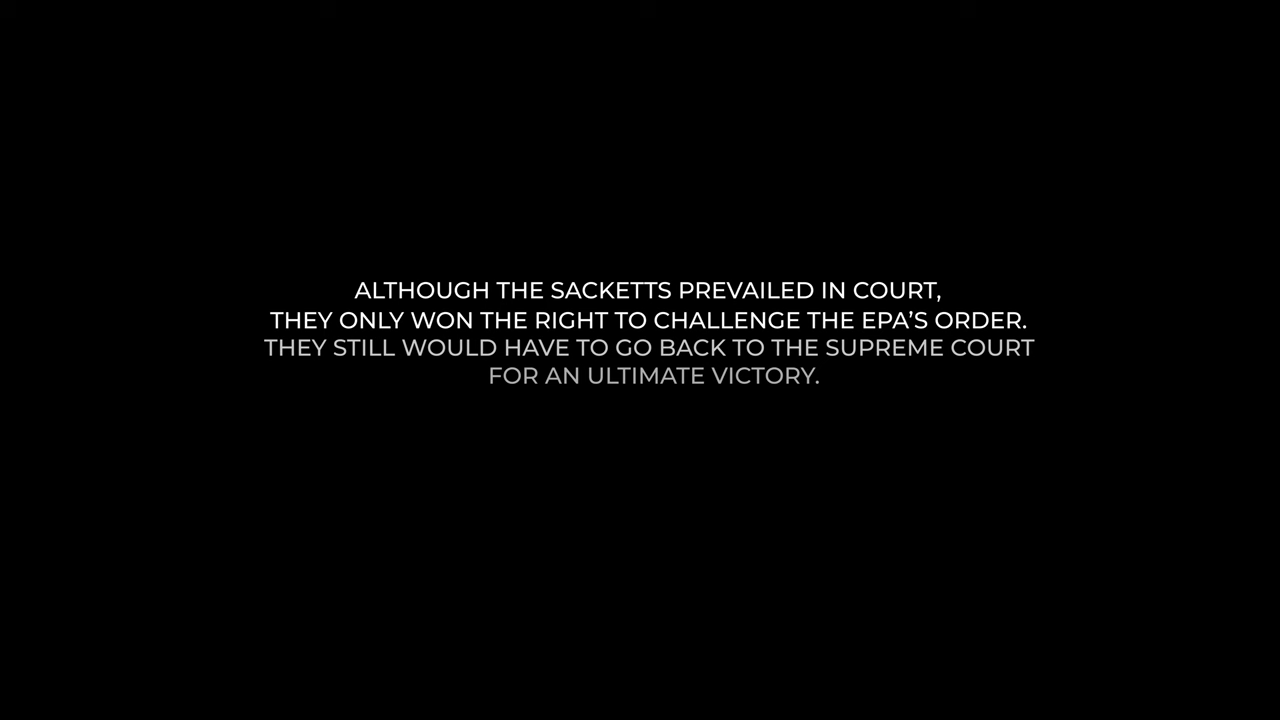 ALTHOUGH THE SACKETTS PREVAILED IN COURT,
THEY ONLY WON THE RIGHT TO CHALLENGE THE EPA’S ORDER.
THEY STILL WOULD HAVE TO GO BACK TO THE SUPREME COURT
FOR AN ULTIMATE VICTORY.